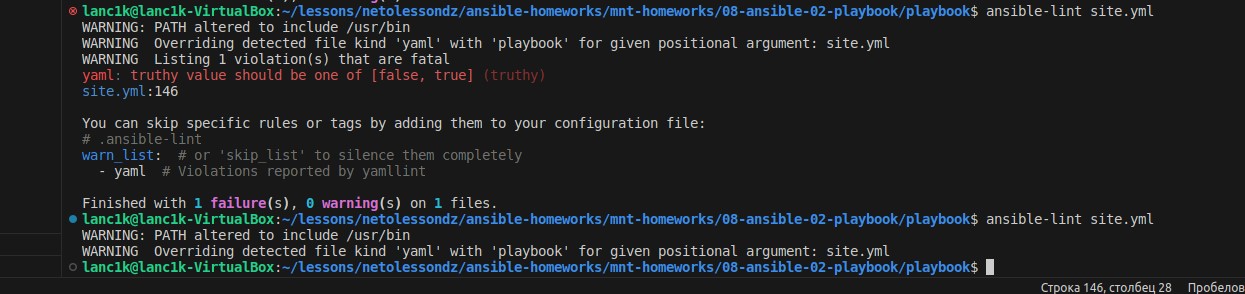 lanc1k@lanc1k-VirtualBox:~/lessons/netolessondz/ansible-homeworks/mnt-homeworks/08-ansible-02-playbook/playbook$ ansible-lint site.yml
WARNING: PATH altered to include /usr/bin
WARNING  Overriding detected file kind 'yaml' with 'playbook' for given positional argument: site.yml
WARNING  Listing 1 violation(s) that are fatal
yaml: truthy value should be one of [false, true] (truthy)
site.yml:146
You can skip specific rules or tags by adding them to your configuration file:
# .ansible-lint
warn_list:  # or 'skip_list' to silence them completely
  - yaml  # Violations reported by yamllint
Finished with 1 failure(s), 0 warning(s) on 1 files.
lanc1k@lanc1k-VirtualBox:~/lessons/netolessondz/ansible-homeworks/mnt-homeworks/08-ansible-02-playbook/playbook$ ansible-lint site.yml
WARNING: PATH altered to include /usr/bin
WARNING  Overriding detected file kind 'yaml' with 'playbook' for given positional argument: site.yml
lanc1k@lanc1k-VirtualBox:~/lessons/netolessondz/ansible-homeworks/mnt-homeworks/08-ansible-02-playbook/playbook$
Строка 146, столбец 28 Пробелов